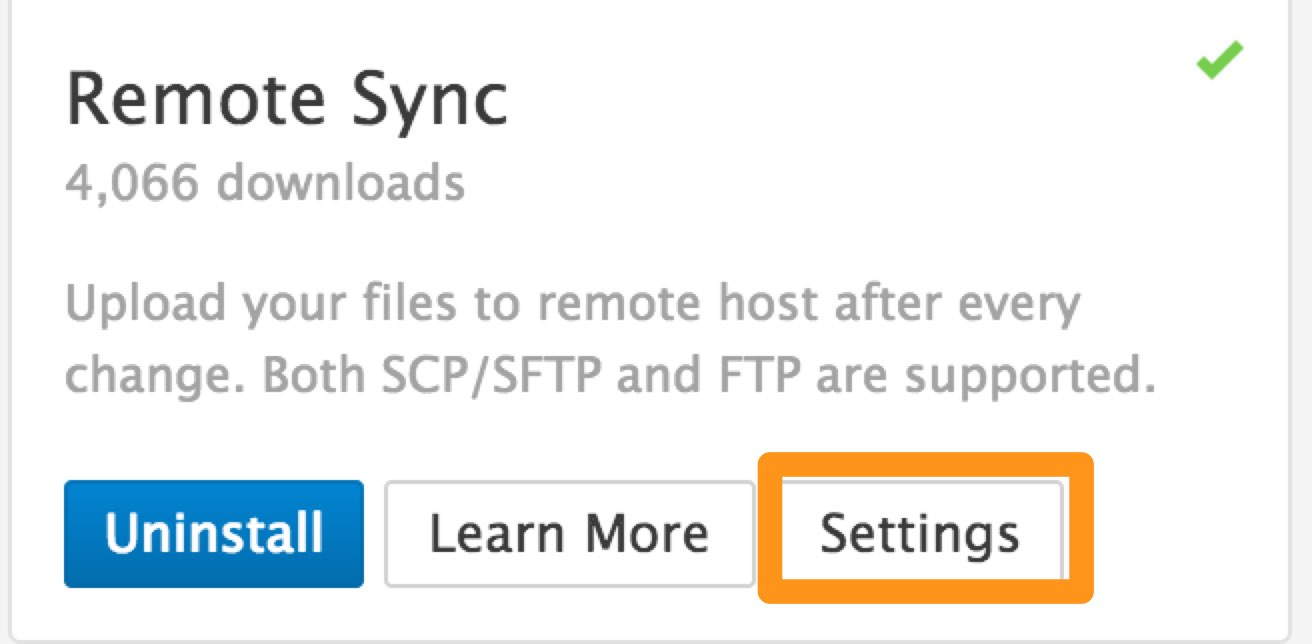 Remote Sync
4,066 downloads
Upload your files to remote host after every
change. Both SCP/SFTP and FTP are supported.
Uninstall Learn More Settings